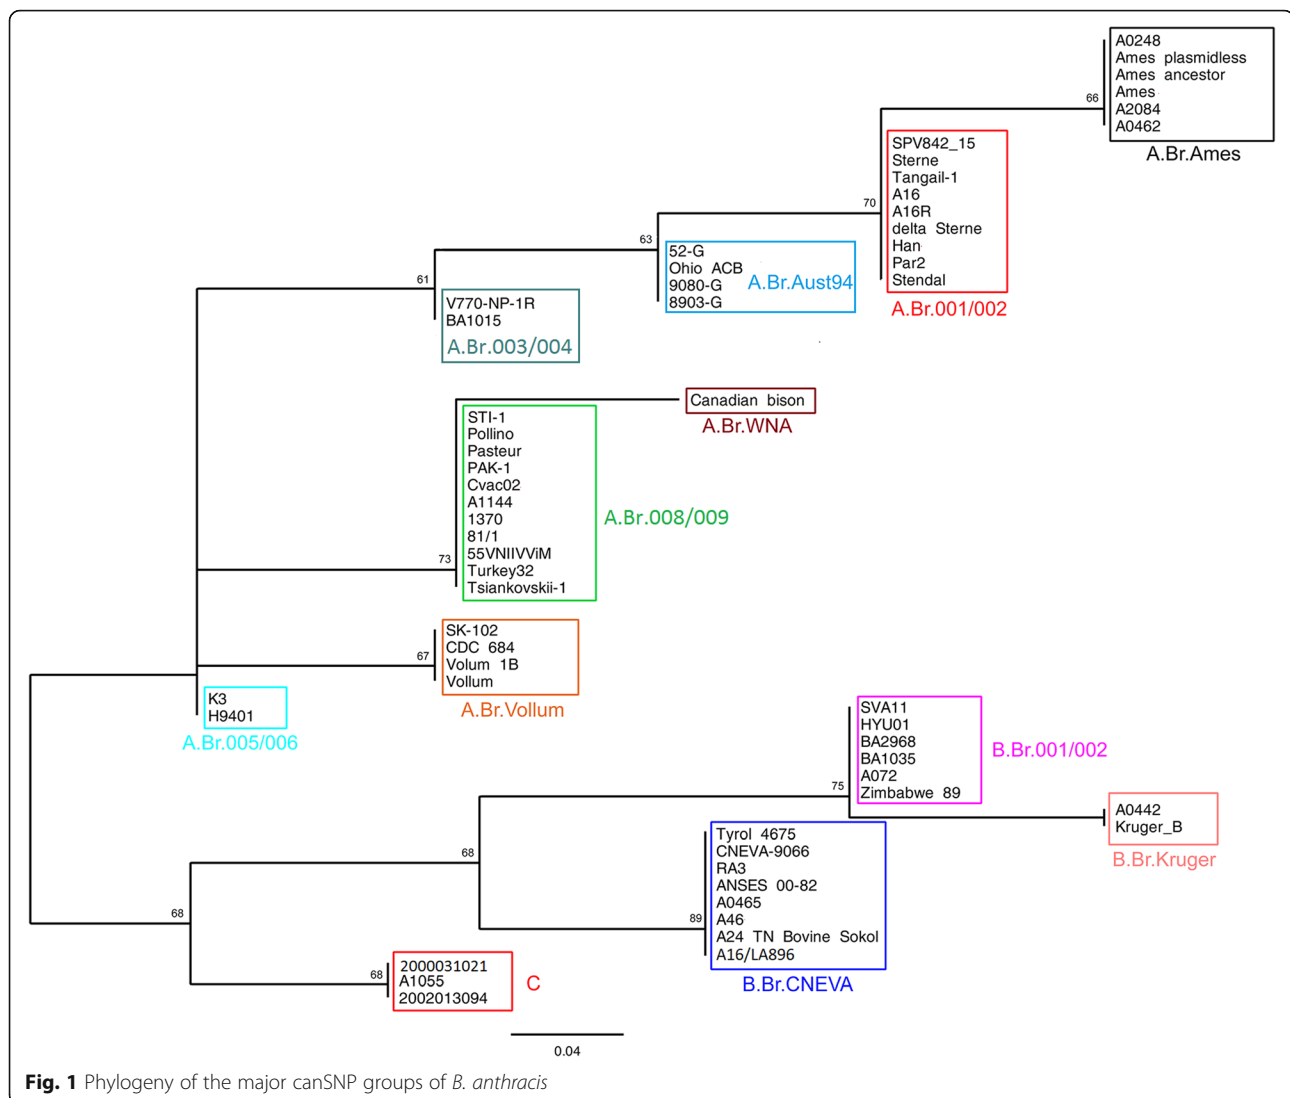 A0248
Ames plasmidless
Ames ancestor
Ames
A2084
A0462
66
A.Br.Ames
SPV842_15
Sterne
Tangail-1
A16
A16R
delta Sterne
Han
Par2
Stendal
70
A.Br.001/002
63
52-G
Ohio ACB
9080-G
8903-G
A.Br.Aust94
61
V770-NP-1R
BA1015
A.Br.003/004
Canadian bison
A.Br.WNA
STI-1
Pollino
Pasteur
PAK-1
Cvac02
A1144
1370
81/1
55VNIIVViM
Turkey32
Tsiankovskii-1
A.Br.008/009
73
SK-102
CDC 684
Volum 1B
Vollum
67
A.Br.Vollum
K3
H9401
A.Br.005/006
SVA11
HYU01
BA2968
BA1035
A072
Zimbabwe 89
B.Br.001/002
75
A0442
Kruger_B
B.Br.Kruger
68
Tyrol 4675
CNEVA-9066
RA3
ANSES 00-82
A0465
A46
A24 TN Bovine Sokol
A16/LA896
89
B.Br.CNEVA
68
68
2000031021
A1055
2002013094
C
0.04
Fig. 1 Phylogeny of the major canSNP groups of B. anthracis